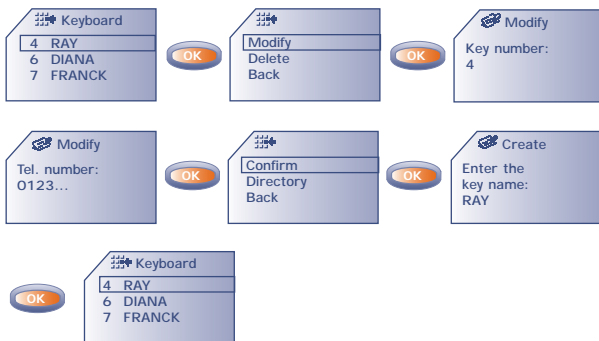 Keyboard
4 RAY
6 DIANA
7 FRANCK
OK
Modify
Delete
Back
OK
Modify
Key number:
4
Modify
Tel. number:
0123...
OK
Confirm
Directory
Back
OK
Create
Enter the
key name:
RAY
OK
Keyboard
4 RAY
6 DIANA
7 FRANCK